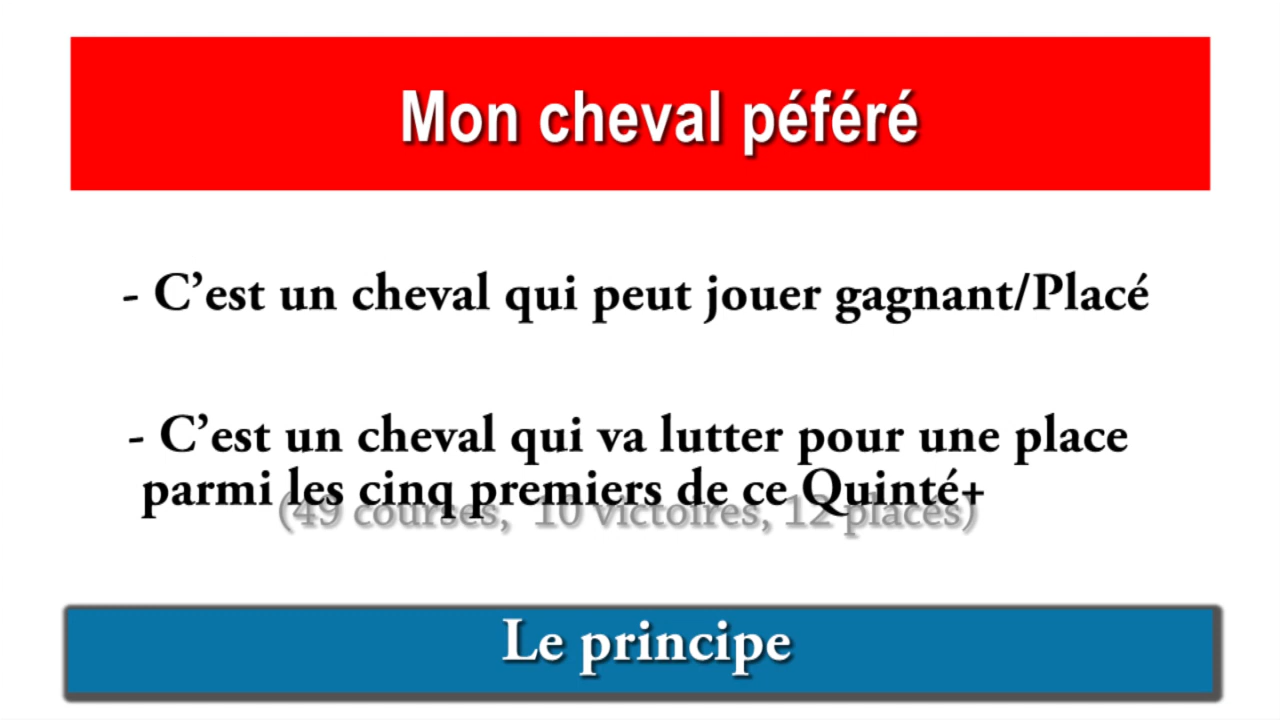 Mon cheval péféré
- C’est un cheval qui peut jouer gagnant/Placé
- C’est un cheval qui va lutter pour une place
parmi les cinq premiers de ce Quinté+
(49 courses, 10 victoires, 12 placés)
Le principe